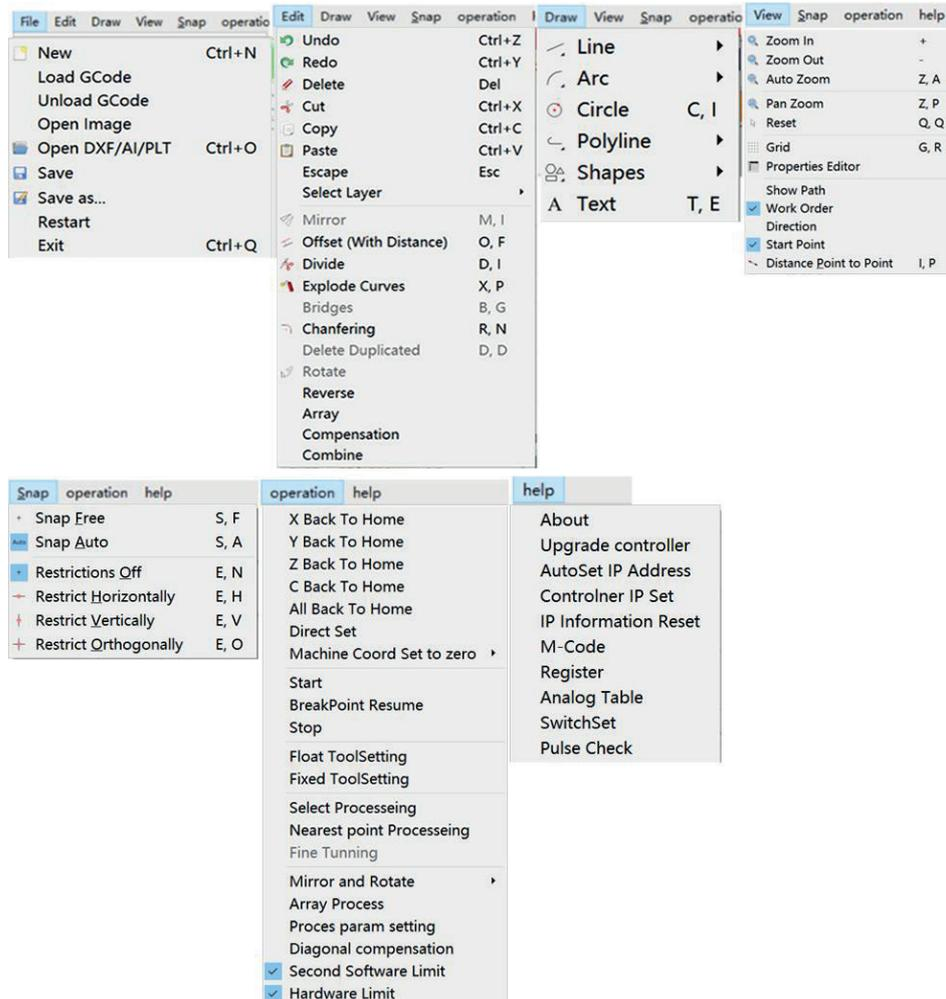 File Edit Draw View Snap operatio
New Ctrl+N
Load GCode
Unload GCode
Open Image
Open DXF/AI/PLT Ctrl+O
Save
Save as...
Restart
Exit Ctrl+Q
Edit Draw View Snap operation
Undo Ctrl+Z
Redo Ctrl+Y
Delete Del
Cut Ctrl+X
Copy Ctrl+C
Paste Ctrl+V
Escape Esc
Select Layer
Mirror M, I
Offset (With Distance) O, F
Divide D, I
Explode Curves X, P
Bridges B, G
Chanfering R, N
Delete Duplicated D, D
Rotate
Reverse
Array
Compensation
Combine
Draw View Snap operatio
Line
Arc
Circle C, I
Polyline
Shapes
A Text T, E
View Snap operation help
Zoom In +
Zoom Out -
Auto Zoom Z, A
Pan Zoom Z, P
Reset Q, Q
Grid G, R
Properties Editor
Show Path
Work Order
Direction
Start Point
Distance Point to Point I, P
Snap operation help
Snap Free S, F
Auto Snap Auto S, A
Restrictions Off E, N
Restrict Horizontally E, H
Restrict Vertically E, V
Restrict Orthogonally E, O
operation help
X Back To Home
Y Back To Home
Z Back To Home
C Back To Home
All Back To Home
Direct Set
Machine Coord Set to zero
Start
BreakPoint Resume
Stop
Float ToolSetting
Fixed ToolSetting
Select Processeing
Nearest point Processeing
Fine Tunning
Mirror and Rotate
Array Process
Proces param setting
Diagonal compensation
Second Software Limit
Hardware Limit
help
About
Upgrade controller
AutoSet IP Address
Controlner IP Set
IP Information Reset
M-Code
Register
Analog Table
SwitchSet
Pulse Check